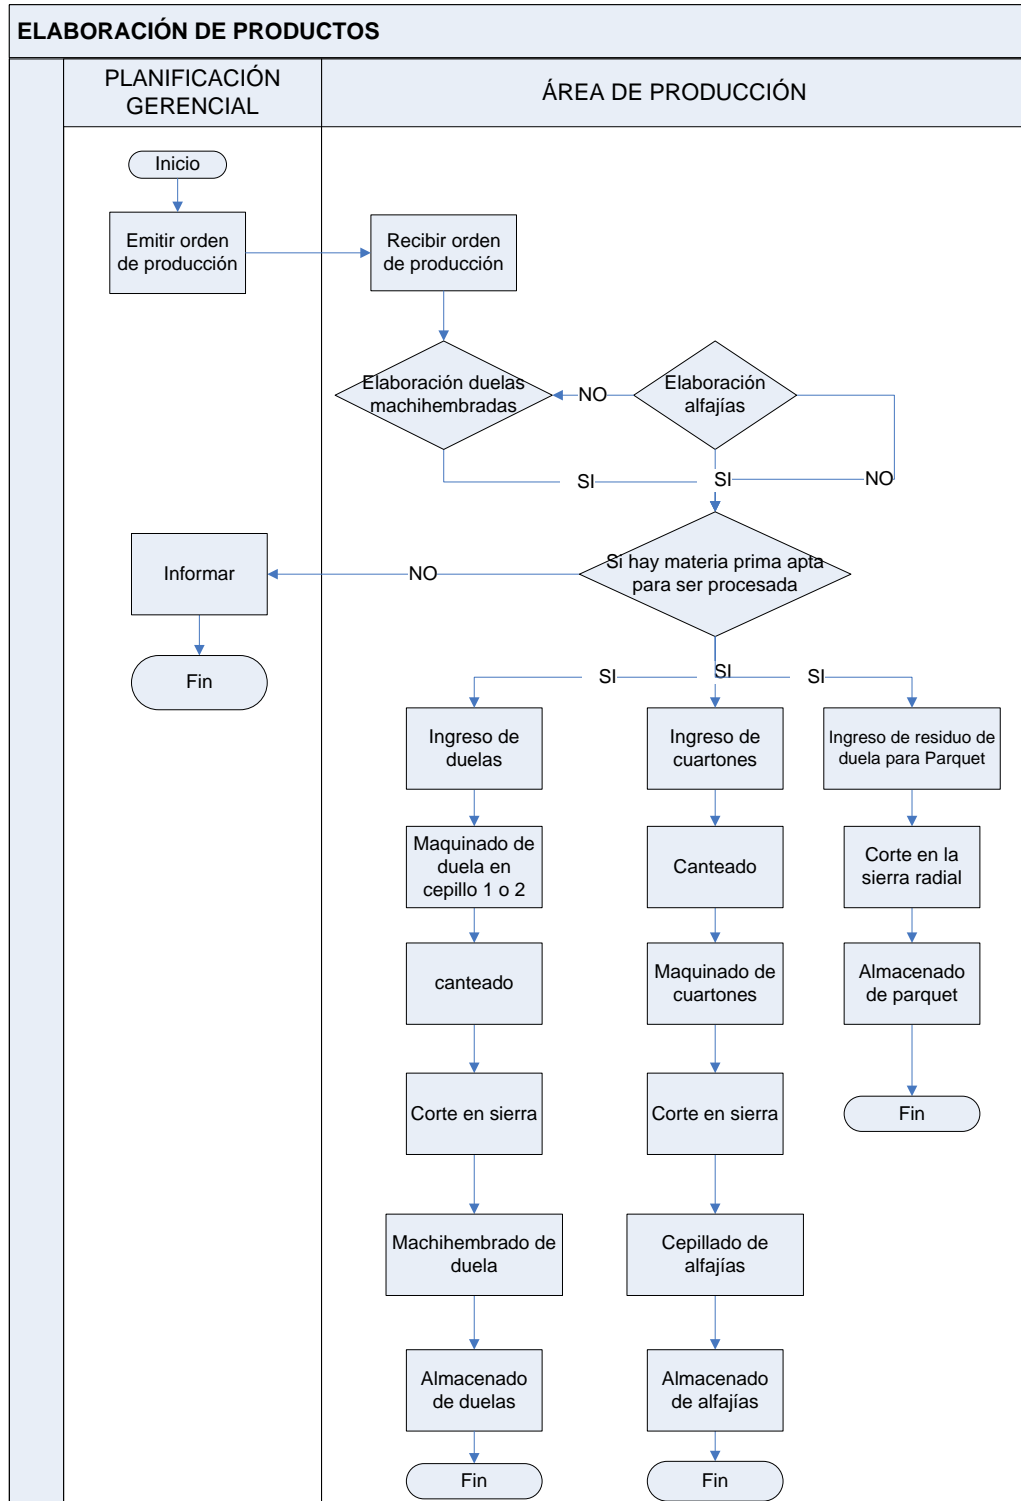 ELABORACIÓN DE PRODUCTOS
PLANIFICACIÓN
GERENCIAL
ÁREA DE PRODUCCIÓN
Inicio
Emitir orden
de producción
Recibir orden
de producción
Elaboración duelas
machihembradas
NO
Elaboración
alfajías
SI
SI
NO
Informar
NO
Si hay materia prima apta
para ser procesada
Fin
SI
SI
SI
Ingreso de
duelas
Ingreso de
cuartones
Ingreso de residuo de
duela para Parquet
Maquinado de
duela en
cepillo 1 o 2
Canteado
Corte en la
sierra radial
canteado
Maquinado de
cuartones
Almacenado
de parquet
Corte en sierra
Corte en sierra
Fin
Machihembrado de
duela
Cepillado de
alfajías
Almacenado
de duelas
Almacenado
de alfajías
Fin
Fin